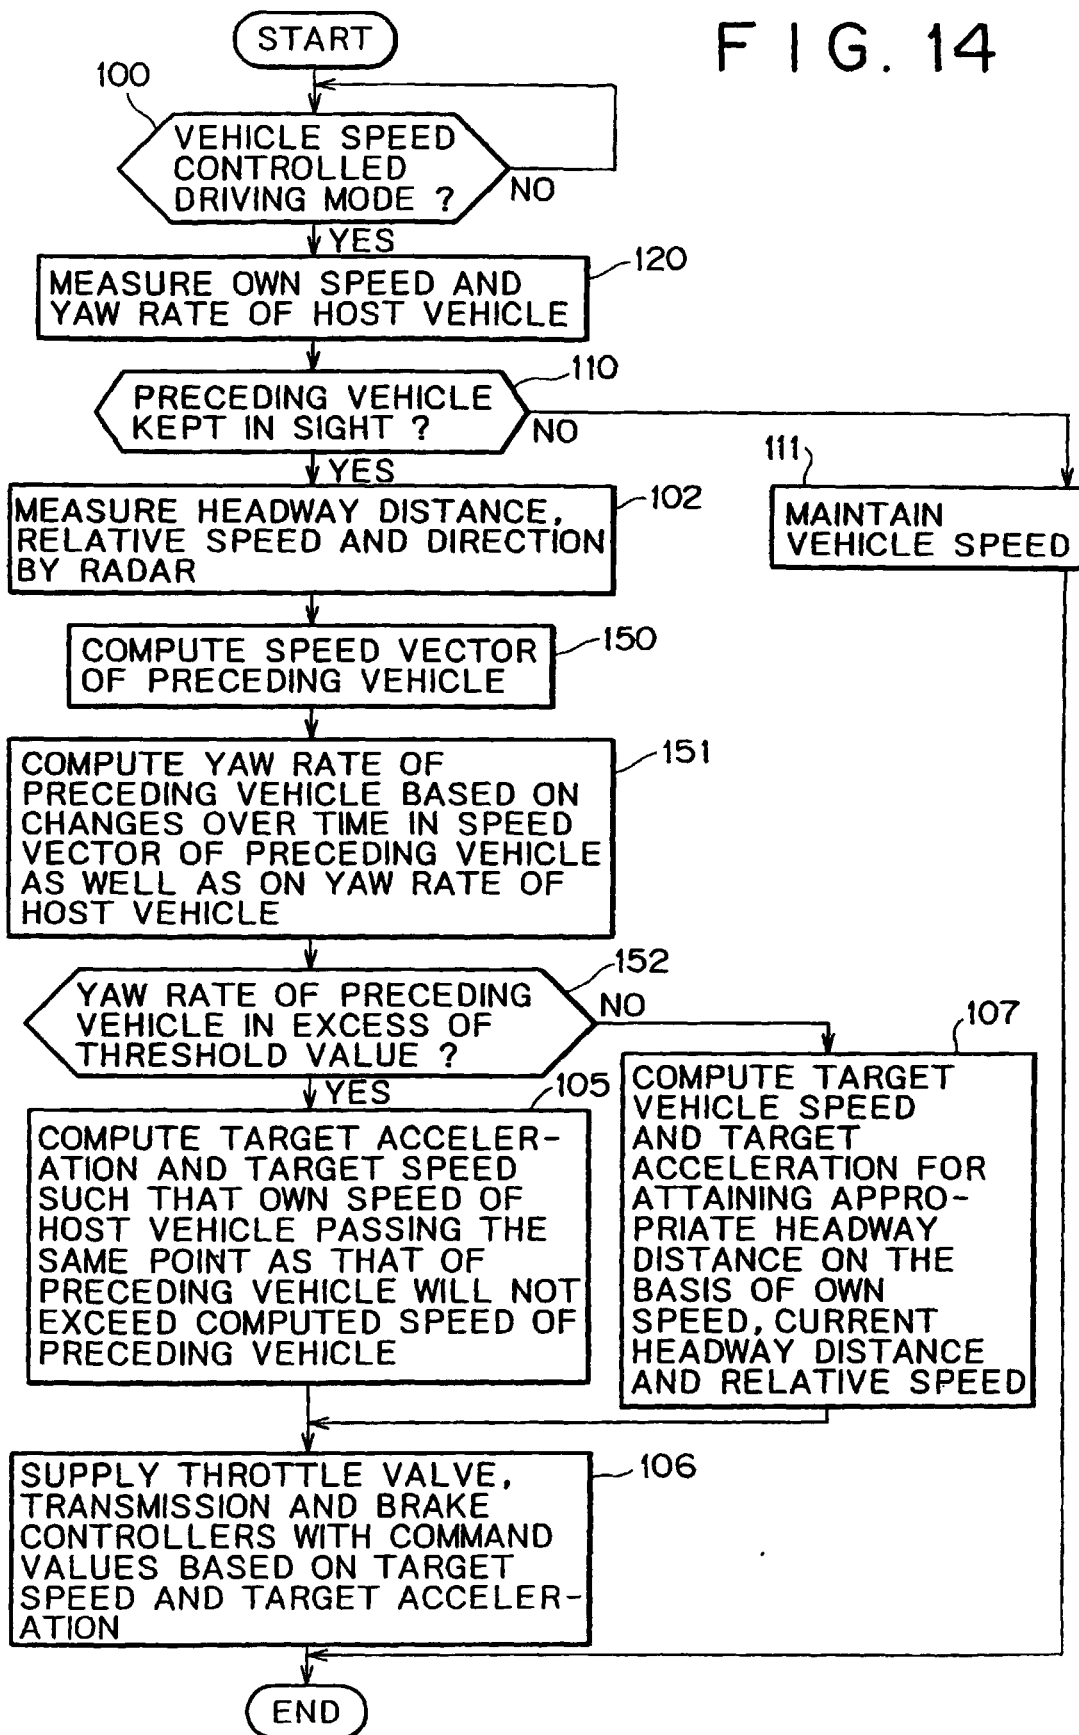 START
FIG. 14
100
VEHICLE SPEED
CONTROLLED
DRIVING MODE ?
NO
YES
120
MEASURE OWN SPEED AND
YAW RATE OF HOST VEHICLE
110
PRECEDING VEHICLE
KEPT IN SIGHT ?
NO
YES
111
MAINTAIN
VEHICLE SPEED
102
MEASURE HEADWAY DISTANCE,
RELATIVE SPEED AND DIRECTION
BY RADAR
150
COMPUTE SPEED VECTOR
OF PRECEDING VEHICLE
151
COMPUTE YAW RATE OF
PRECEDING VEHICLE BASED ON
CHANGES OVER TIME IN SPEED
VECTOR OF PRECEDING VEHICLE
AS WELL AS ON YAW RATE OF
HOST VEHICLE
152
YAW RATE OF PRECEDING
VEHICLE IN EXCESS OF
THRESHOLD VALUE ?
NO
YES
105
COMPUTE TARGET ACCELER-
ATION AND TARGET SPEED
SUCH THAT OWN SPEED OF
HOST VEHICLE PASSING THE
SAME POINT AS THAT OF
PRECEDING VEHICLE WILL NOT
EXCEED COMPUTED SPEED OF
PRECEDING VEHICLE
107
COMPUTE TARGET
VEHICLE SPEED
AND TARGET
ACCELERATION FOR
ATTAINING APPRO-
PRIATE HEADWAY
DISTANCE ON THE
BASIS OF OWN
SPEED, CURRENT
HEADWAY DISTANCE
AND RELATIVE SPEED
106
SUPPLY THROTTLE VALVE,
TRANSMISSION AND BRAKE
CONTROLLERS WITH COMMAND
VALUES BASED ON TARGET
SPEED AND TARGET ACCELER-
ATION
END